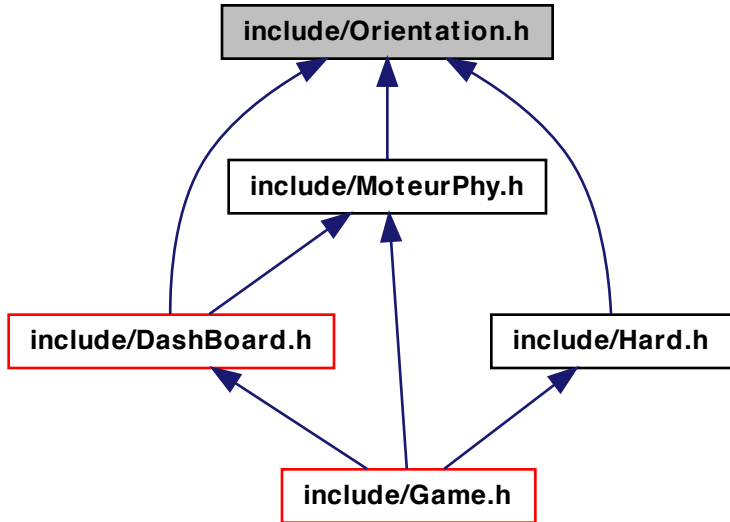 include/Orientation.h
include/MoteurPhy.h
include/DashBoard.h
include/Hard.h
include/Game.h